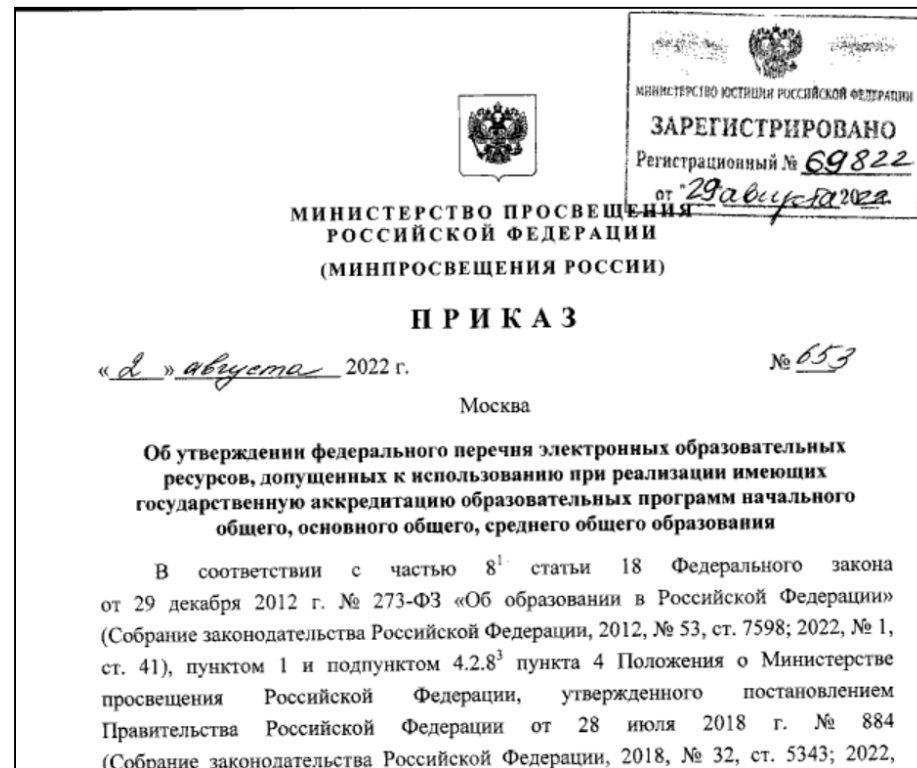 МИНИСТЕРСТВО ЮСТИЦИИ РОССИЙСКОЙ ФЕДЕРАЦИИ
ЗАРЕГИСТРИРОВАНО
Регистрационный № 69822
от "29" августа 2022.
МИНИСТЕРСТВО ПРОСВЕЩЕНИЯ
РОССИЙСКОЙ ФЕДЕРАЦИИ
(МИНПРОСВЕЩЕНИЯ РОССИИ)
ПРИКАЗ
« 2 » августа 2022 г.
№ 653
Москва
Об утверждении федерального перечня электронных образовательных
ресурсов, допущенных к использованию при реализации имеющих
государственную аккредитацию образовательных программ начального
общего, основного общего, среднего общего образования
В соответствии с частью 8¹ статьи 18 Федерального закона
от 29 декабря 2012 г. № 273-ФЗ «Об образовании в Российской Федерации»
(Собрание законодательства Российской Федерации, 2012, № 53, ст. 7598; 2022, № 1,
ст. 41), пунктом 1 и подпунктом 4.2.8³ пункта 4 Положения о Министерстве
просвещения Российской Федерации, утвержденного постановлением
Правительства Российской Федерации от 28 июля 2018 г. № 884
(Собрание законодательства Российской Федерации, 2018, № 32, ст. 5343; 2022,